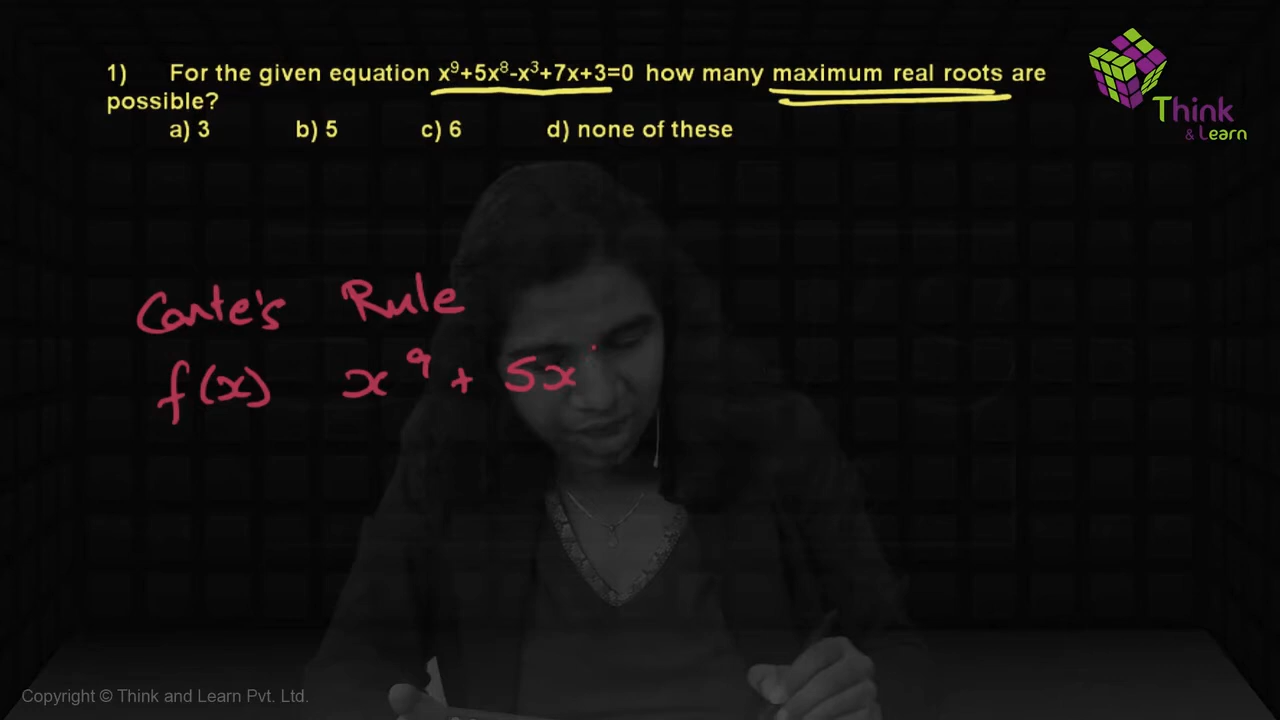 1) For the given equation x⁹+5x⁸-x³+7x+3=0 how many maximum real roots are
possible?
a) 3 b) 5 c) 6 d) none of these
Think
& Learn
Carte's Rule
f(x) x⁹ + 5x
Copyright © Think and Learn Pvt. Ltd.